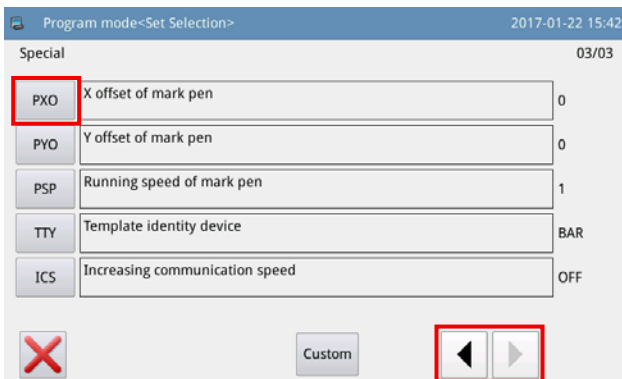 Program mode<Set Selection> 2017-01-22 15:42
Special 03/03
PXO X offset of mark pen 0
PYO Y offset of mark pen 0
PSP Running speed of mark pen 1
TTY Template identity device BAR
ICS Increasing communication speed OFF
Custom